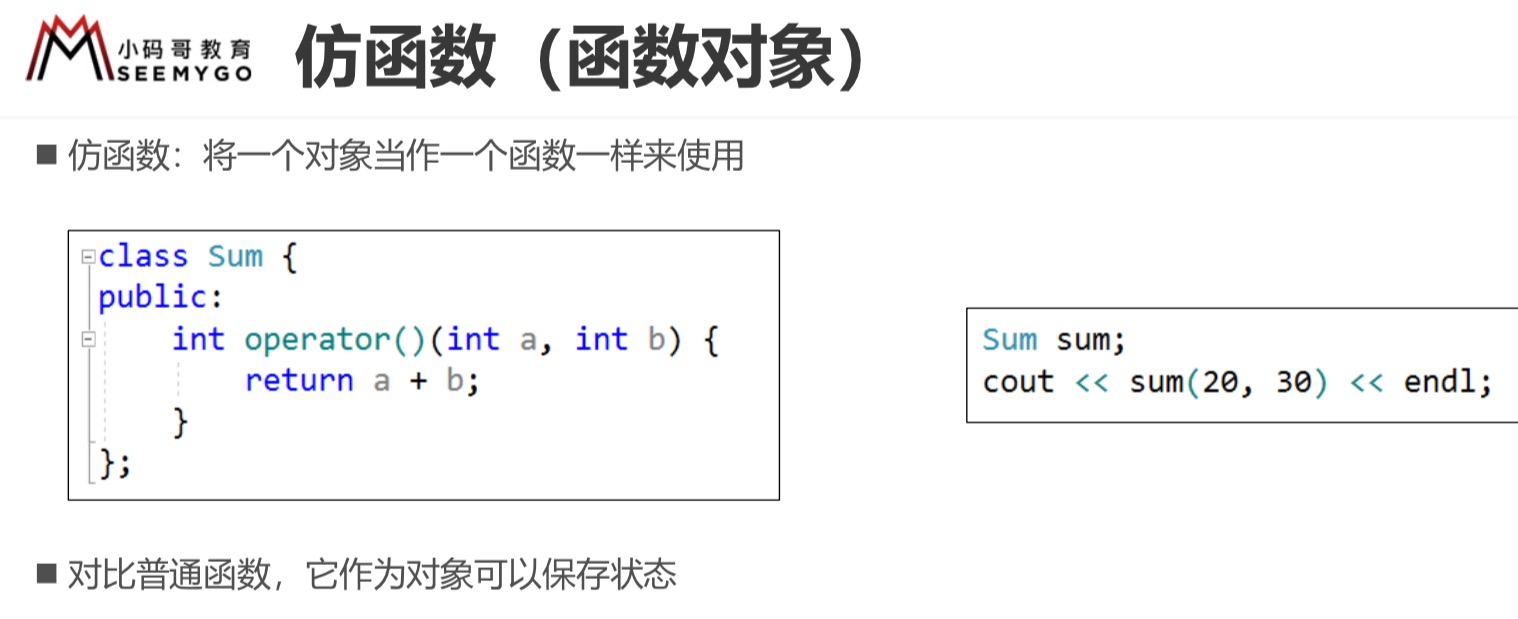 小码哥教育
SEEMYGO
仿函数（函数对象）
■ 仿函数：将一个对象当作一个函数一样来使用
class Sum {
public:
    int operator()(int a, int b) {
        return a + b;
    }
};
Sum sum;
cout << sum(20, 30) << endl;
■ 对比普通函数，它作为对象可以保存状态